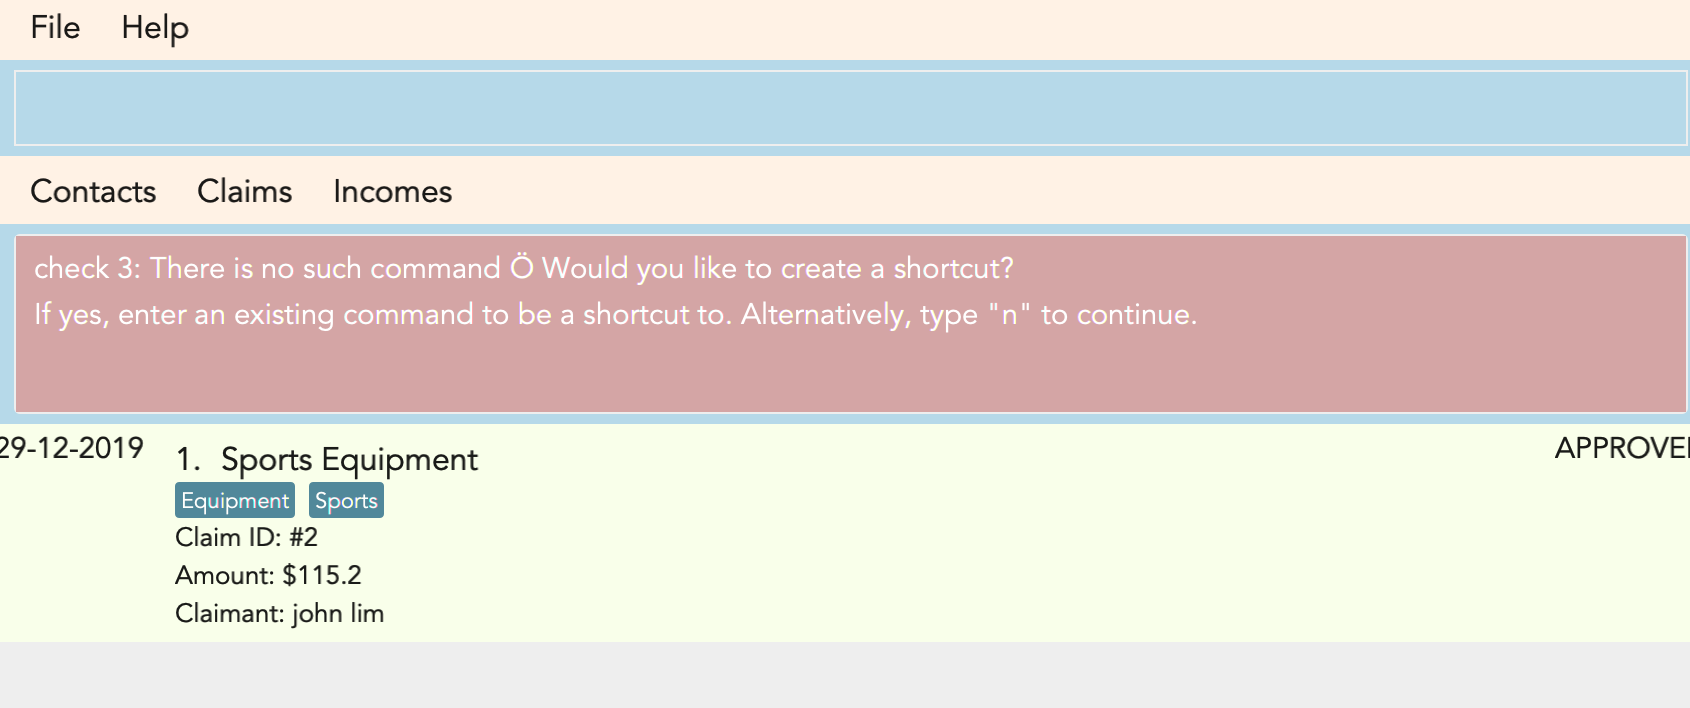 File Help
Contacts Claims Incomes
check 3: There is no such command Ö Would you like to create a shortcut?
If yes, enter an existing command to be a shortcut to. Alternatively, type "n" to continue.
29-12-2019 1. Sports Equipment APPROVED
Equipment Sports
Claim ID: #2
Amount: $115.2
Claimant: john lim